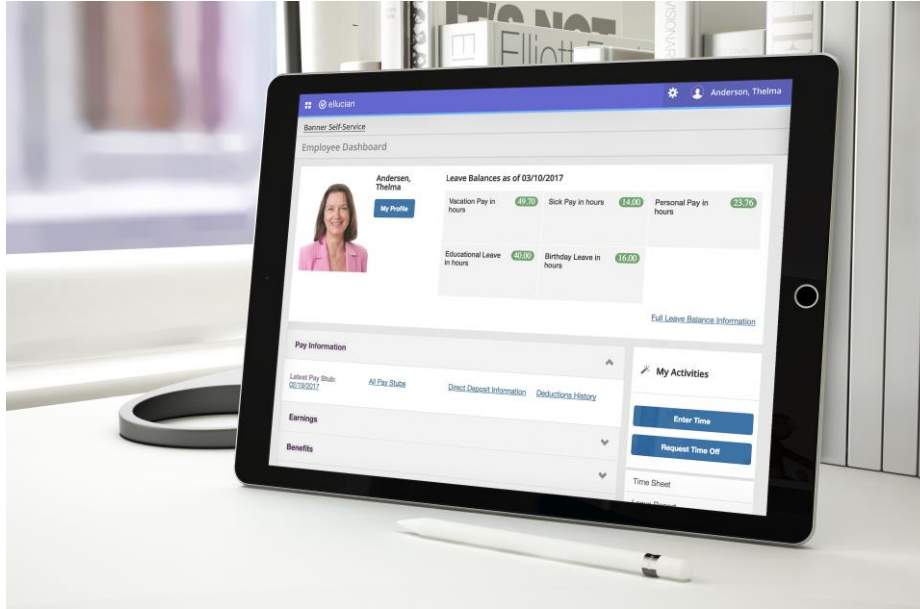 IT'S NOT
Elliott
VISIONAR
ellucian
Anderson, Thelma
Banner Self-Service
Employee Dashboard
Andersen,
Thelma
My Profile
Leave Balances as of 03/10/2017
Vacation Pay in
hours
49.70
Sick Pay in hours
14.00
Personal Pay in
hours
23.76
Educational Leave
in hours
40.00
Birthday Leave in
hours
16.00
Full Leave Balance Information
Pay Information
Latest Pay Stub:
02/19/2017
All Pay Stubs
Direct Deposit Information
Deductions History
Earnings
Benefits
My Activities
Enter Time
Request Time Off
Time Sheet